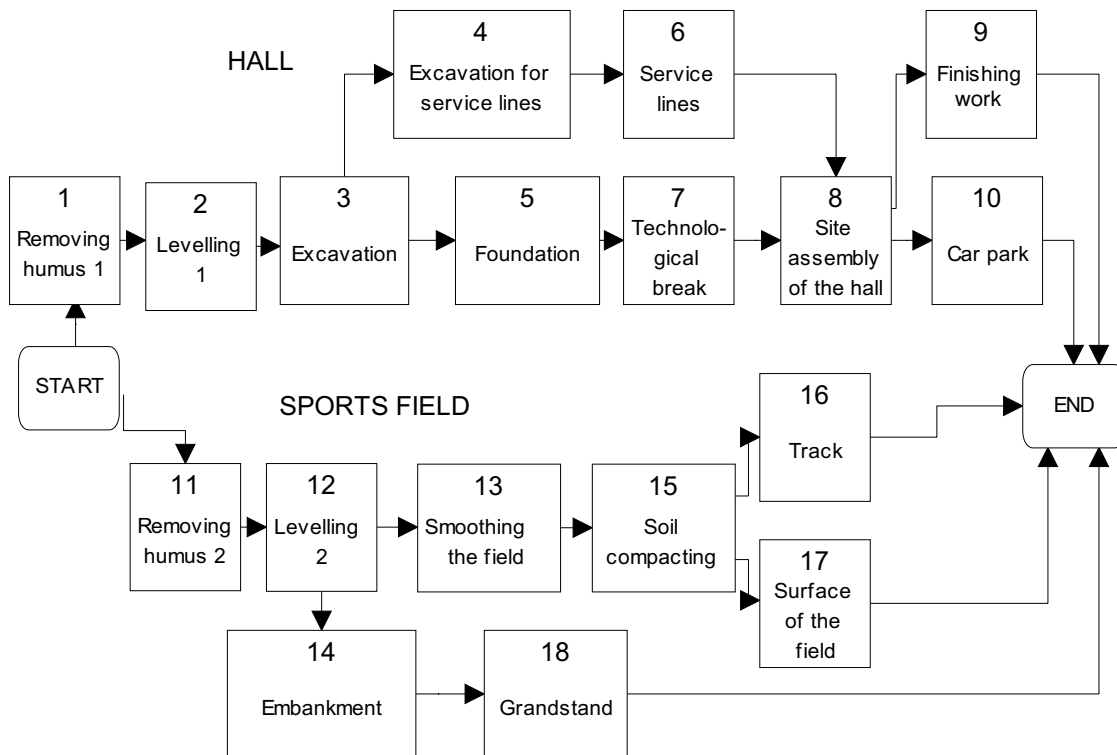 HALL
4
Excavation for
service lines
6
Service
lines
9
Finishing
work
1
Removing
humus 1
2
Levelling
1
3
Excavation
5
Foundation
7
Technolo-
gical
break
8
Site
assembly
of the hall
10
Car park
START
SPORTS FIELD
16
Track
END
11
Removing
humus 2
12
Levelling
2
13
Smoothing
the field
15
Soil
compacting
17
Surface
of the
field
14
Embankment
18
Grandstand